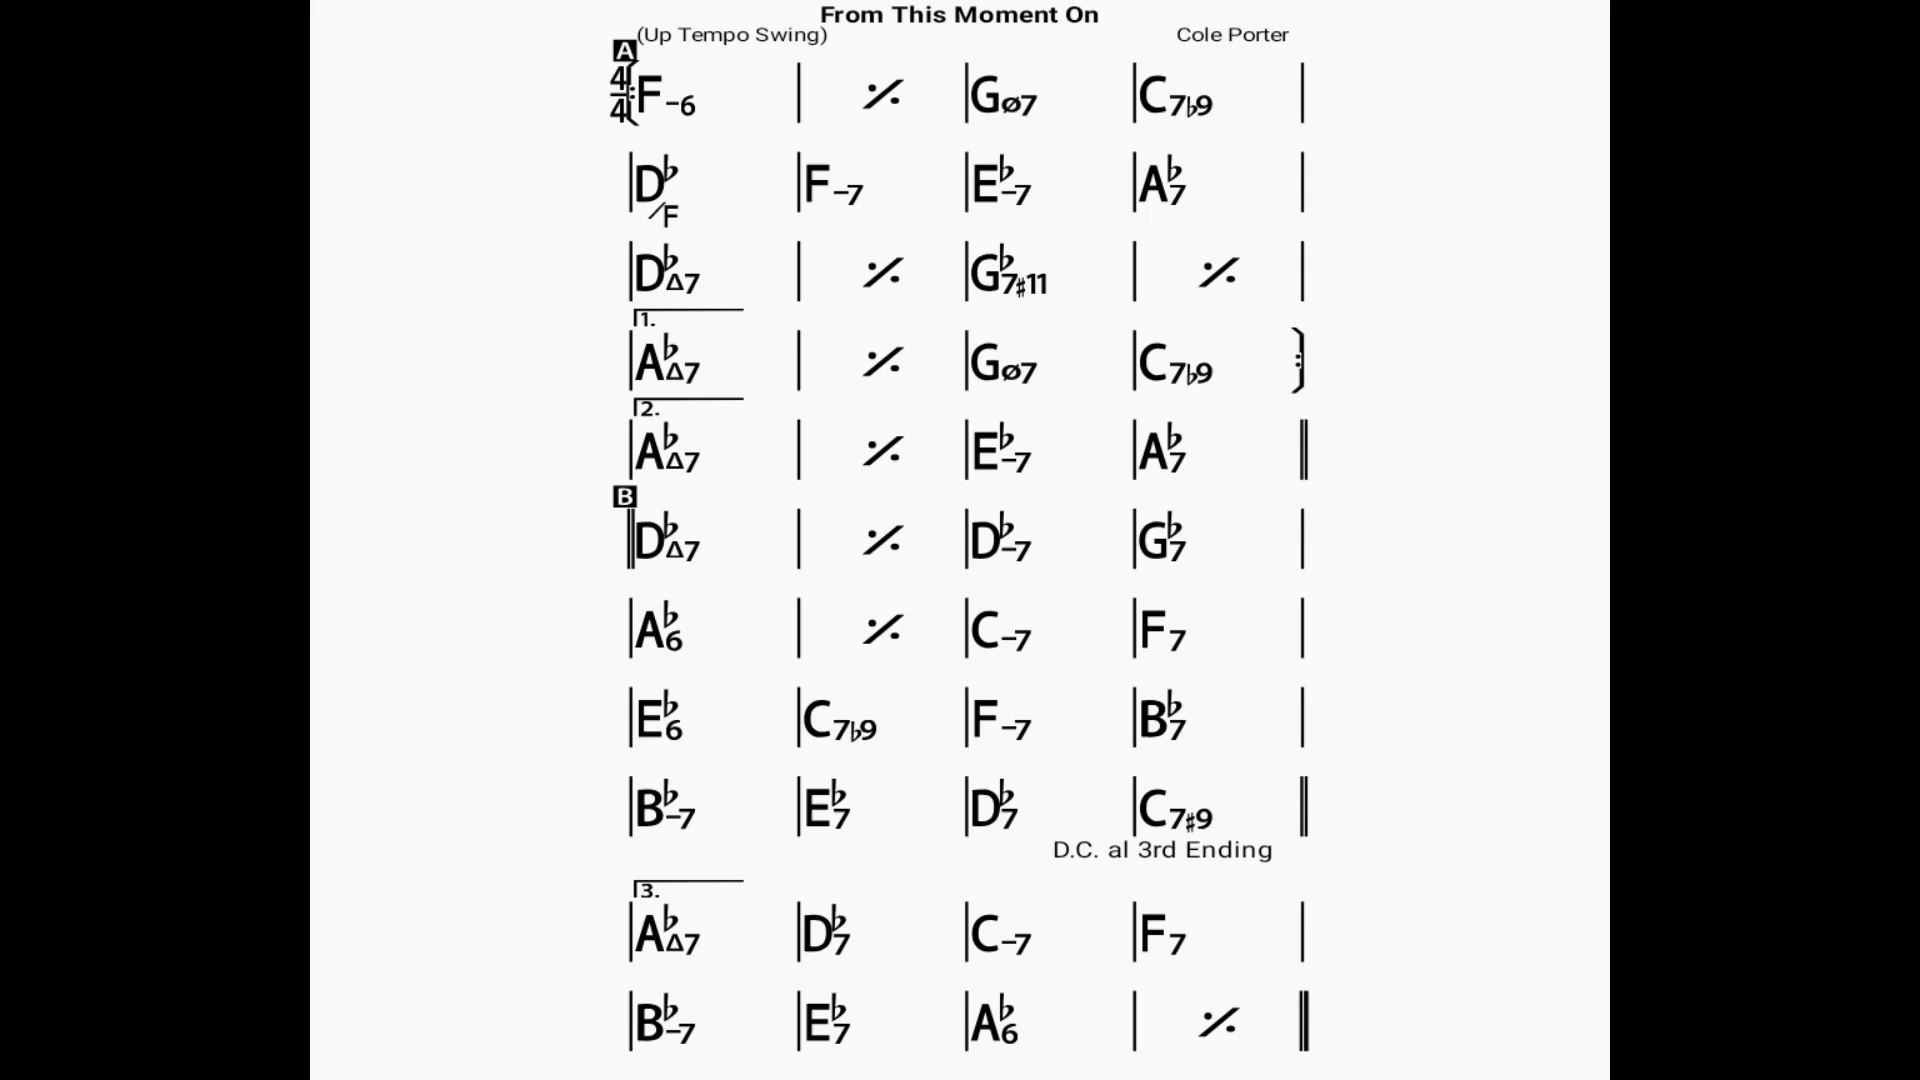 From This Moment On
(Up Tempo Swing) Cole Porter
A
4/4 F-6 | 𝄎 | Gø7 | C7♭9 |
| D♭/F | F-7 | E♭-7 | A♭7 |
| D♭Δ7 | 𝄎 | G♭7♯11 | 𝄎 |
1.
| A♭Δ7 | 𝄎 | Gø7 | C7♭9 :|
2.
| A♭Δ7 | 𝄎 | E♭-7 | A♭7 ||
B
|| D♭Δ7 | 𝄎 | D♭-7 | G♭7 |
| A♭6 | 𝄎 | C-7 | F7 |
| E♭6 | C7♭9 | F-7 | B♭7 |
| B♭-7 | E♭7 | D♭7 | C7♯9 ||
D.C. al 3rd Ending
3.
| A♭Δ7 | D♭7 | C-7 | F7 |
| B♭-7 | E♭7 | A♭6 | 𝄎 ||